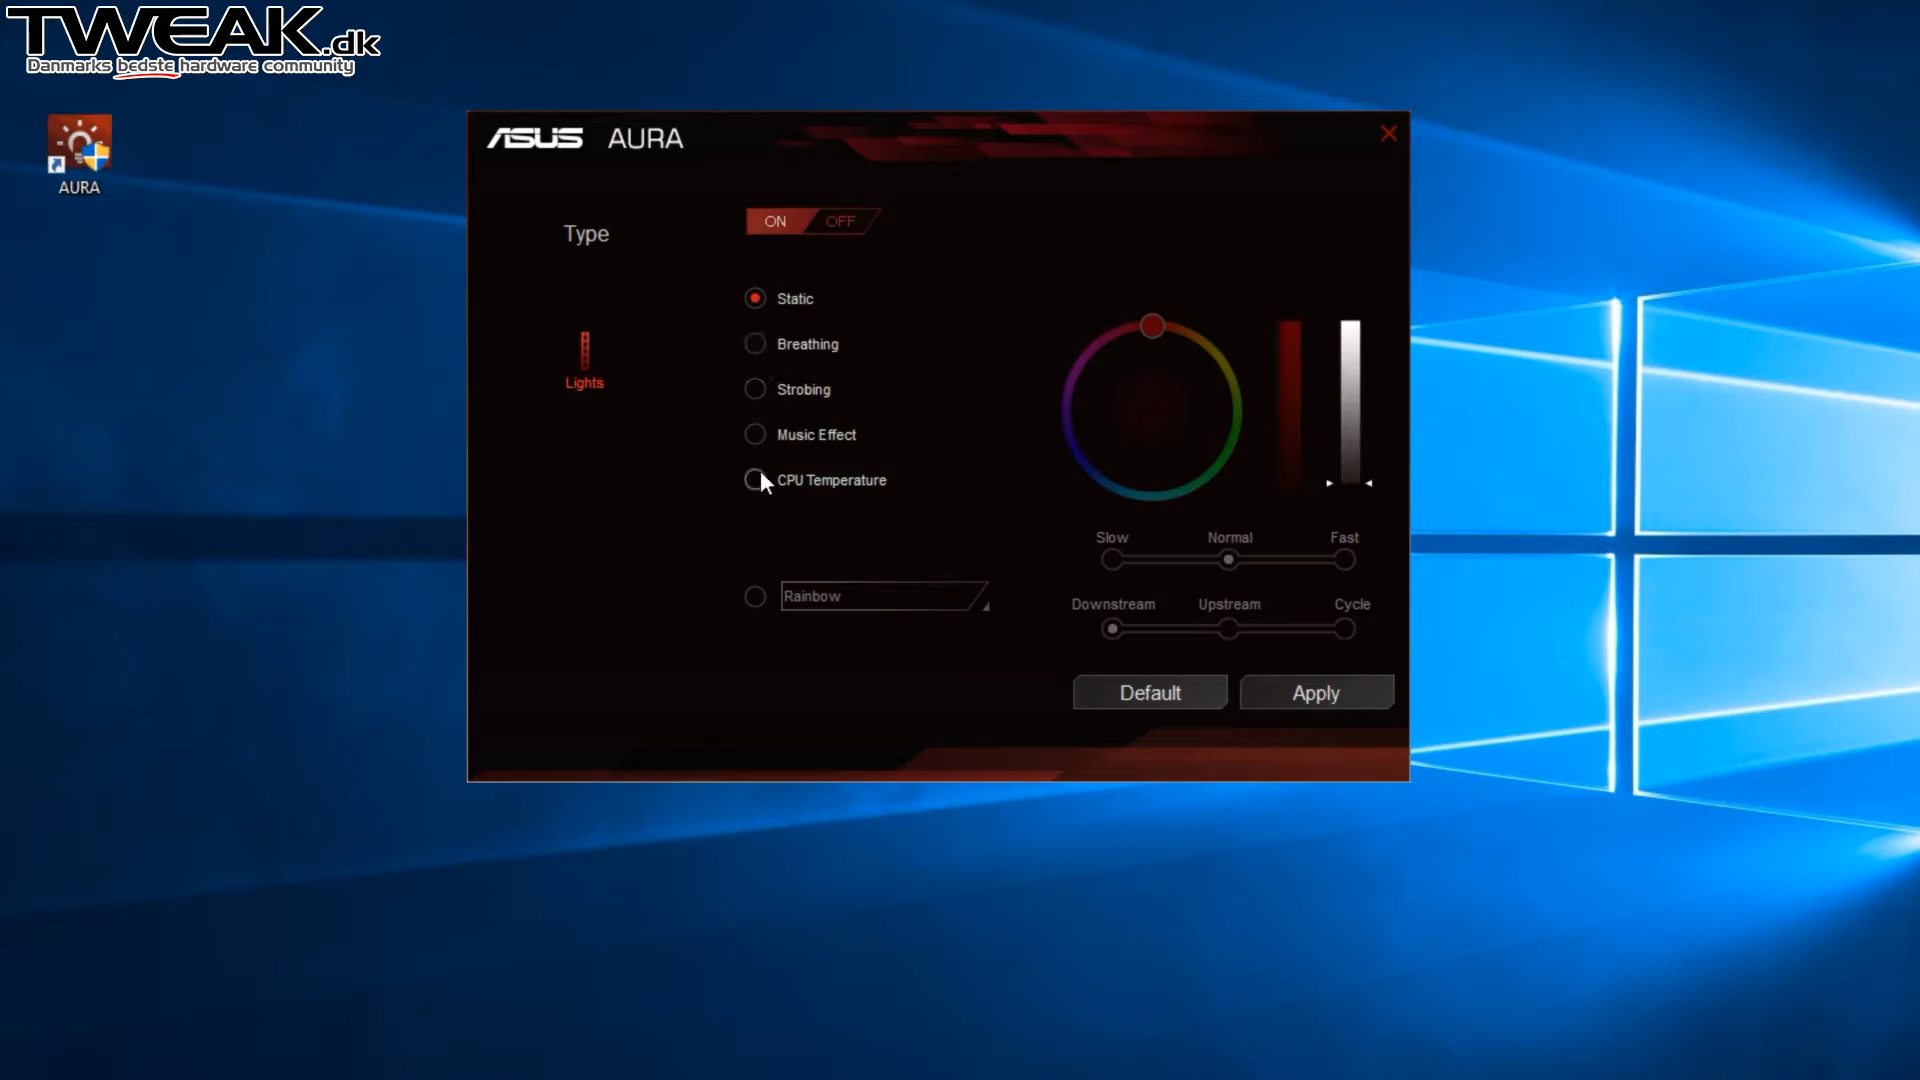 TWEAK.dk
Danmarks bedste hardware community
AURA
ASUS AURA
Type
ON OFF
Lights
Static
Breathing
Strobing
Music Effect
CPU Temperature
Rainbow
Slow Normal Fast
Downstream Upstream Cycle
Default Apply